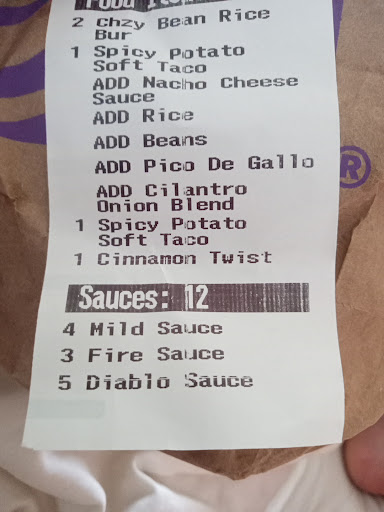 Food Items
2 Chzy Bean Rice
Bur
1 Spicy Potato
Soft Taco
ADD Nacho Cheese
Sauce
ADD Rice
ADD Beans
ADD Pico De Gallo
ADD Cilantro
Onion Blend
1 Spicy Potato
Soft Taco
1 Cinnamon Twist
Sauces: 12
4 Mild Sauce
3 Fire Sauce
5 Diablo Sauce
®